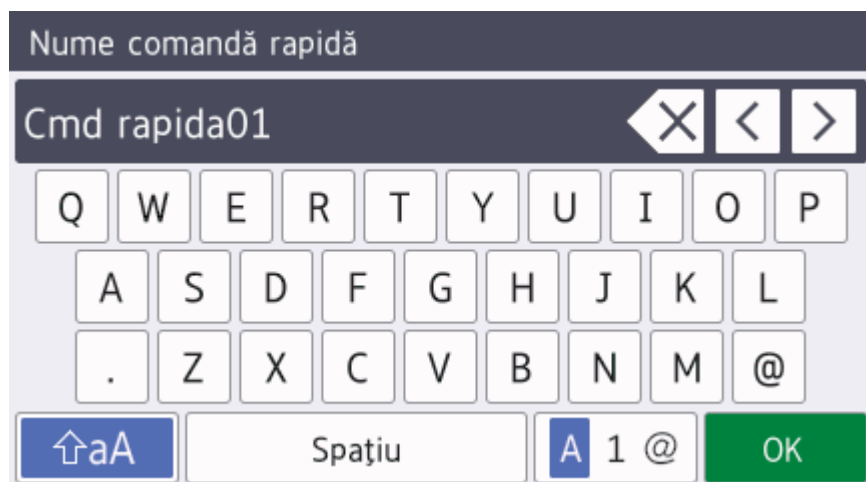 Nume comandă rapidă
Cmd rapida01
Q W E R T Y U I O P
A S D F G H J K L
. Z X C V B N M @
aA Spațiu A 1 @ OK